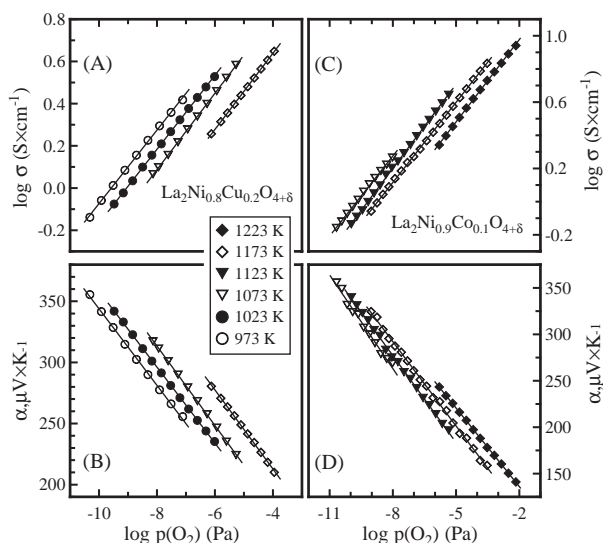 0.8
0.6
0.4
0.2
0.0
-0.2
log σ (S×cm⁻¹)
(A)
La₂Ni₀.₈Cu₀.₂O₄₊δ
(C)
La₂Ni₀.₉Co₀.₁O₄₊δ
1.0
0.6
0.2
-0.2
log σ (S×cm⁻¹)
1223 K
1173 K
1123 K
1073 K
1023 K
973 K
350
300
250
200
α,μV×K-1
(B)
-10
-8
-6
-4
log p(O₂) (Pa)
(D)
350
300
250
200
150
α,μV×K-1
-11
-8
-5
-2
log p(O₂) (Pa)